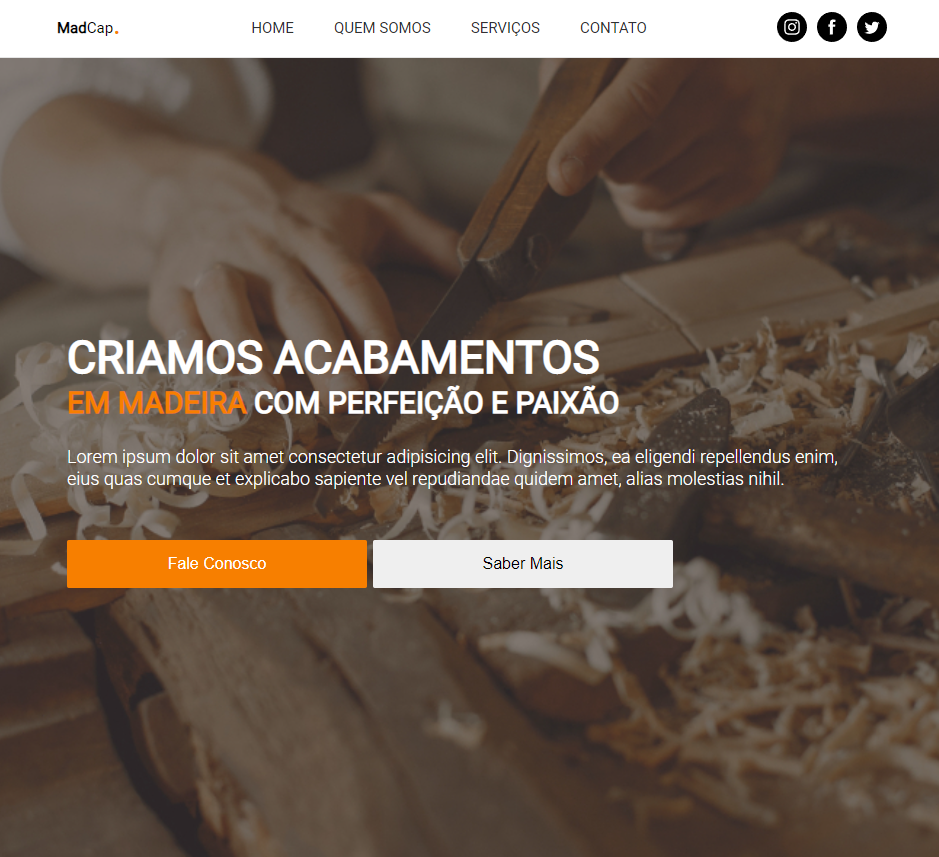 MadCap.
HOME QUEM SOMOS SERVIÇOS CONTATO
CRIAMOS ACABAMENTOS
EM MADEIRA COM PERFEIÇÃO E PAIXÃO
Lorem ipsum dolor sit amet consectetur adipisicing elit. Dignissimos, ea eligendi repellendus enim,
eius quas cumque et explicabo sapiente vel repudiandae quidem amet, alias molestias nihil.
Fale Conosco Saber Mais